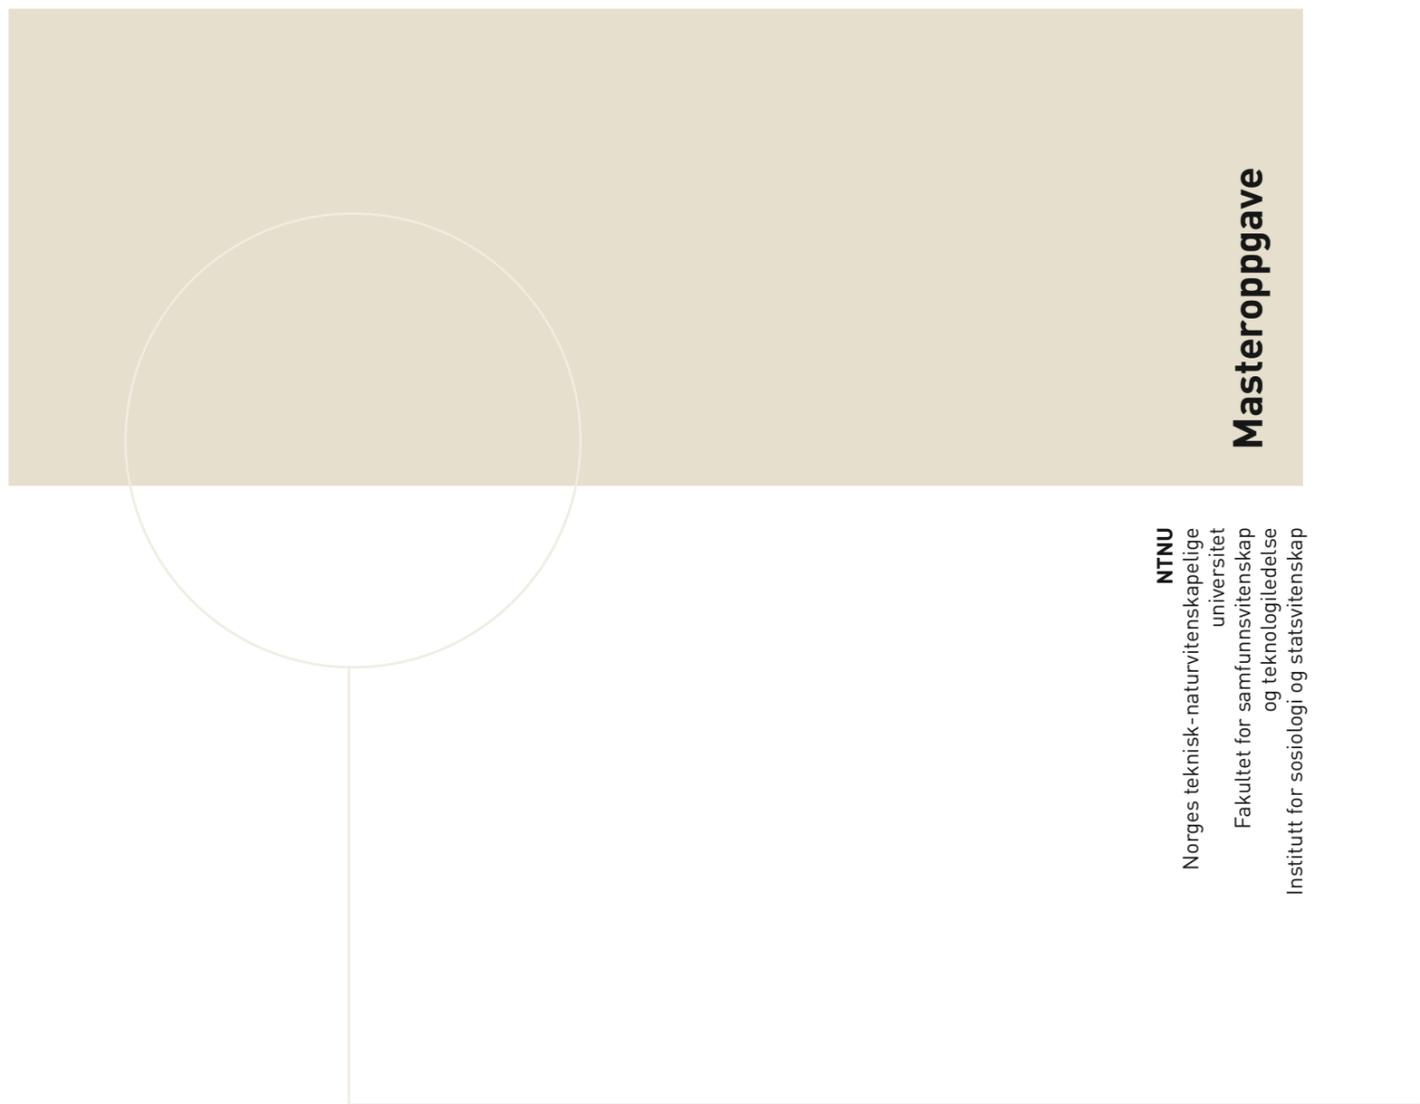 Masteroppgave
NTNU
Norges teknisk-naturvitenskapelige
universitet
Fakultet for samfunnsvitenskap
og teknologiledelse
Institutt for sosiologi og statsvitenskap